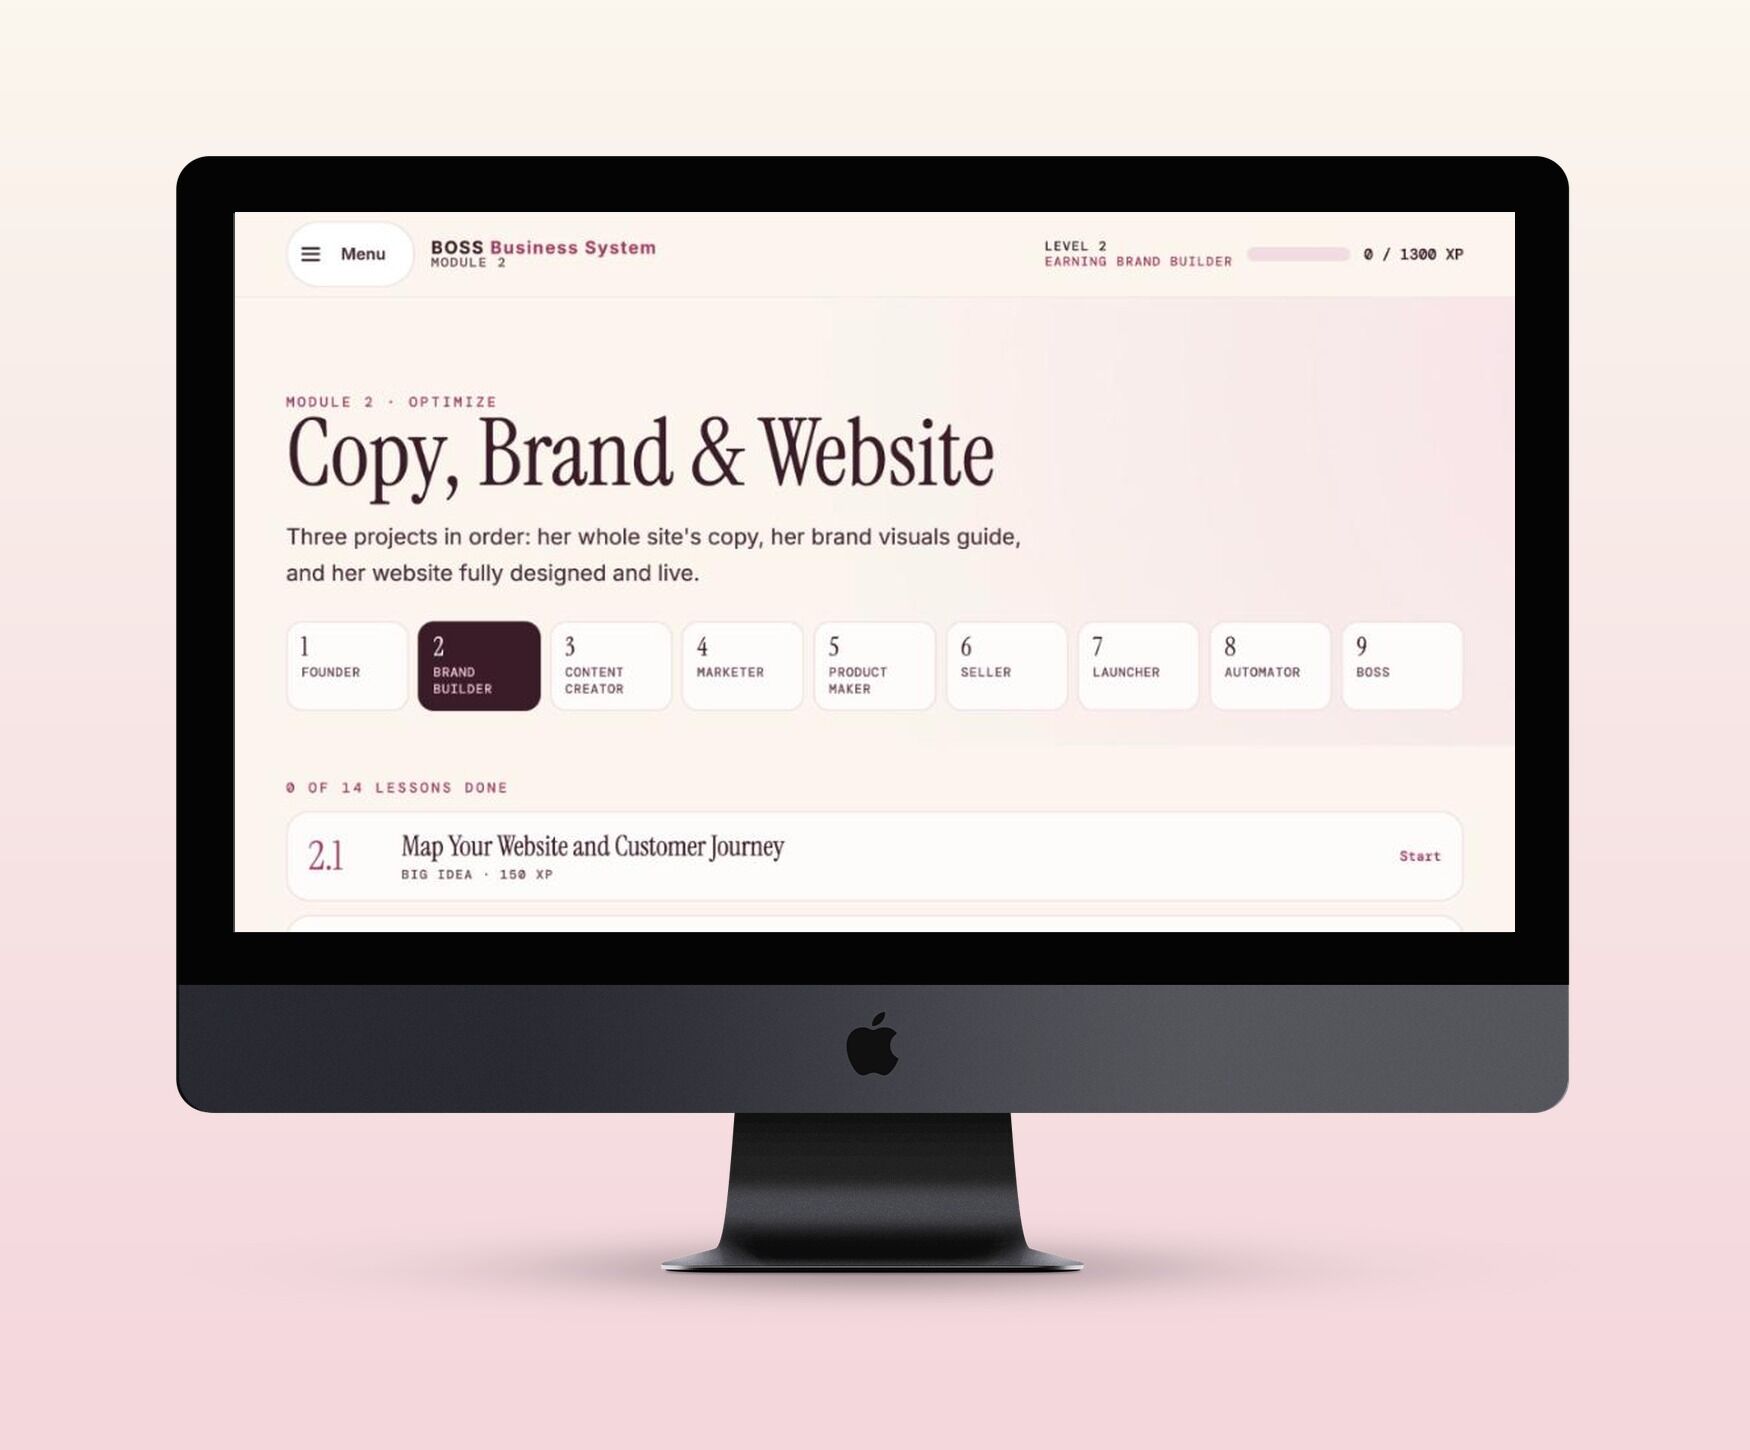 Menu
BOSS Business System
MODULE 2
LEVEL 2
EARNING BRAND BUILDER
0 / 1300 XP
MODULE 2 · OPTIMIZE
Copy, Brand & Website
Three projects in order: her whole site's copy, her brand visuals guide,
and her website fully designed and live.
1
FOUNDER
2
BRAND
BUILDER
3
CONTENT
CREATOR
4
MARKETER
5
PRODUCT
MAKER
6
SELLER
7
LAUNCHER
8
AUTOMATOR
9
BOSS
0 OF 14 LESSONS DONE
2.1
Map Your Website and Customer Journey
BIG IDEA · 150 XP
Start